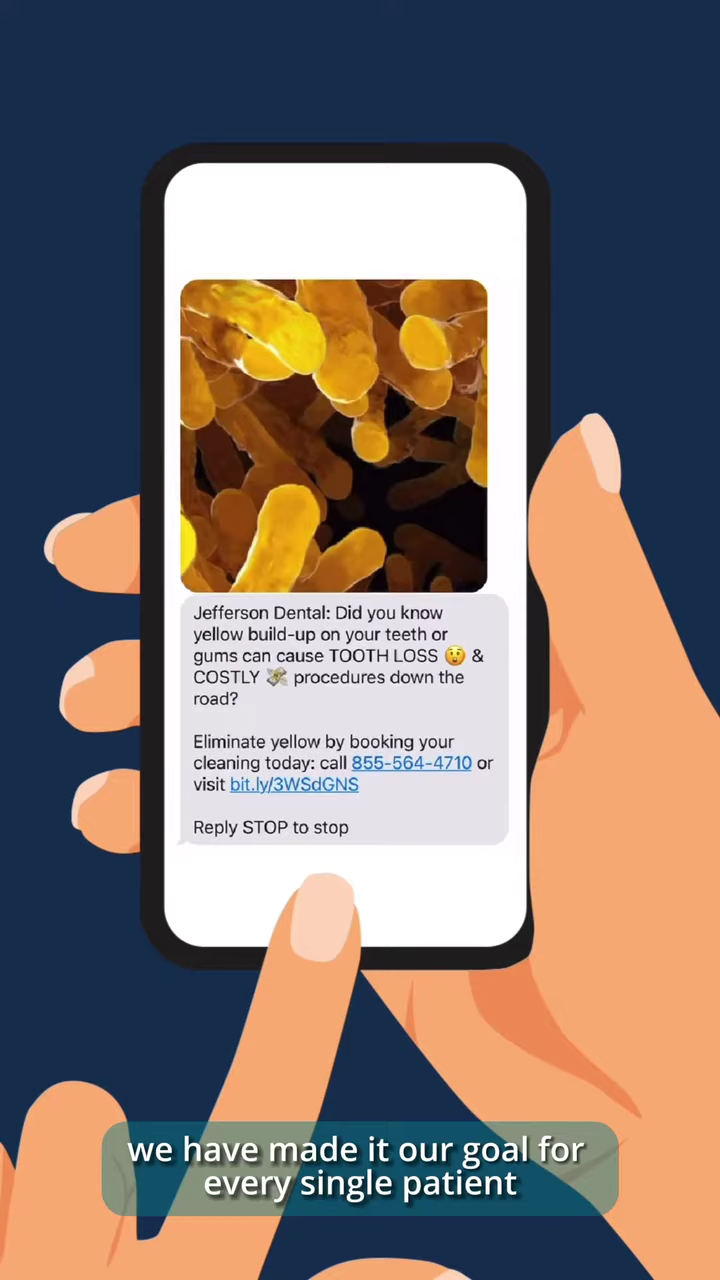 Jefferson Dental: Did you know
yellow build-up on your teeth or
gums can cause TOOTH LOSS 😲 &
COSTLY 💸 procedures down the
road?
Eliminate yellow by booking your
cleaning today: call 855-564-4710 or
visit bit.ly/3WSdGNS
Reply STOP to stop
we have made it our goal for
every single patient